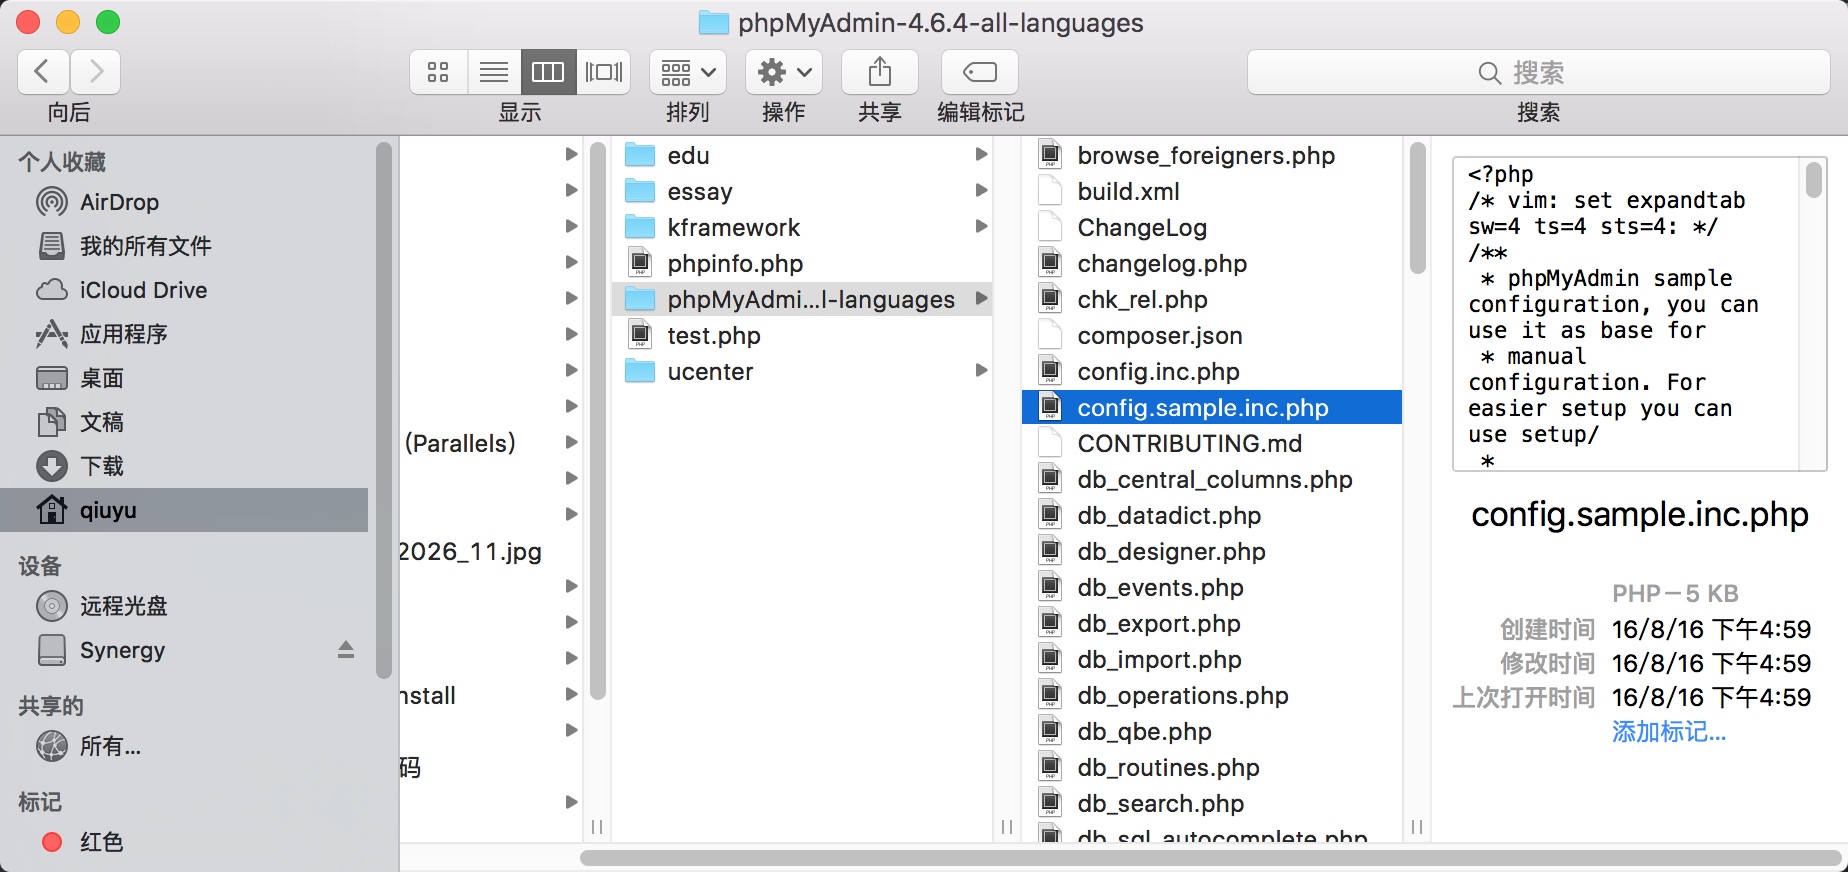 phpMyAdmin-4.6.4-all-languages
搜索
向后
显示
排列
操作
共享
编辑标记
搜索
个人收藏
AirDrop
我的所有文件
iCloud Drive
应用程序
桌面
文稿
下载
qiuyu
设备
远程光盘
Synergy
共享的
所有...
标记
红色
(Parallels)
2026_11.jpg
nstall
码
edu
essay
kframework
phpinfo.php
phpMyAdmi...l-languages
test.php
ucenter
browse_foreigners.php
build.xml
ChangeLog
changelog.php
chk_rel.php
composer.json
config.inc.php
config.sample.inc.php
CONTRIBUTING.md
db_central_columns.php
db_datadict.php
db_designer.php
db_events.php
db_export.php
db_import.php
db_operations.php
db_qbe.php
db_routines.php
db_search.php
db_sql_autocomplete.php
<?php
/* vim: set expandtab
sw=4 ts=4 sts=4: */
/**
 * phpMyAdmin sample
configuration, you can
use it as base for
 * manual
configuration. For
easier setup you can
use setup/
 *
config.sample.inc.php
PHP－5 KB
创建时间 16/8/16 下午4:59
修改时间 16/8/16 下午4:59
上次打开时间 16/8/16 下午4:59
添加标记...